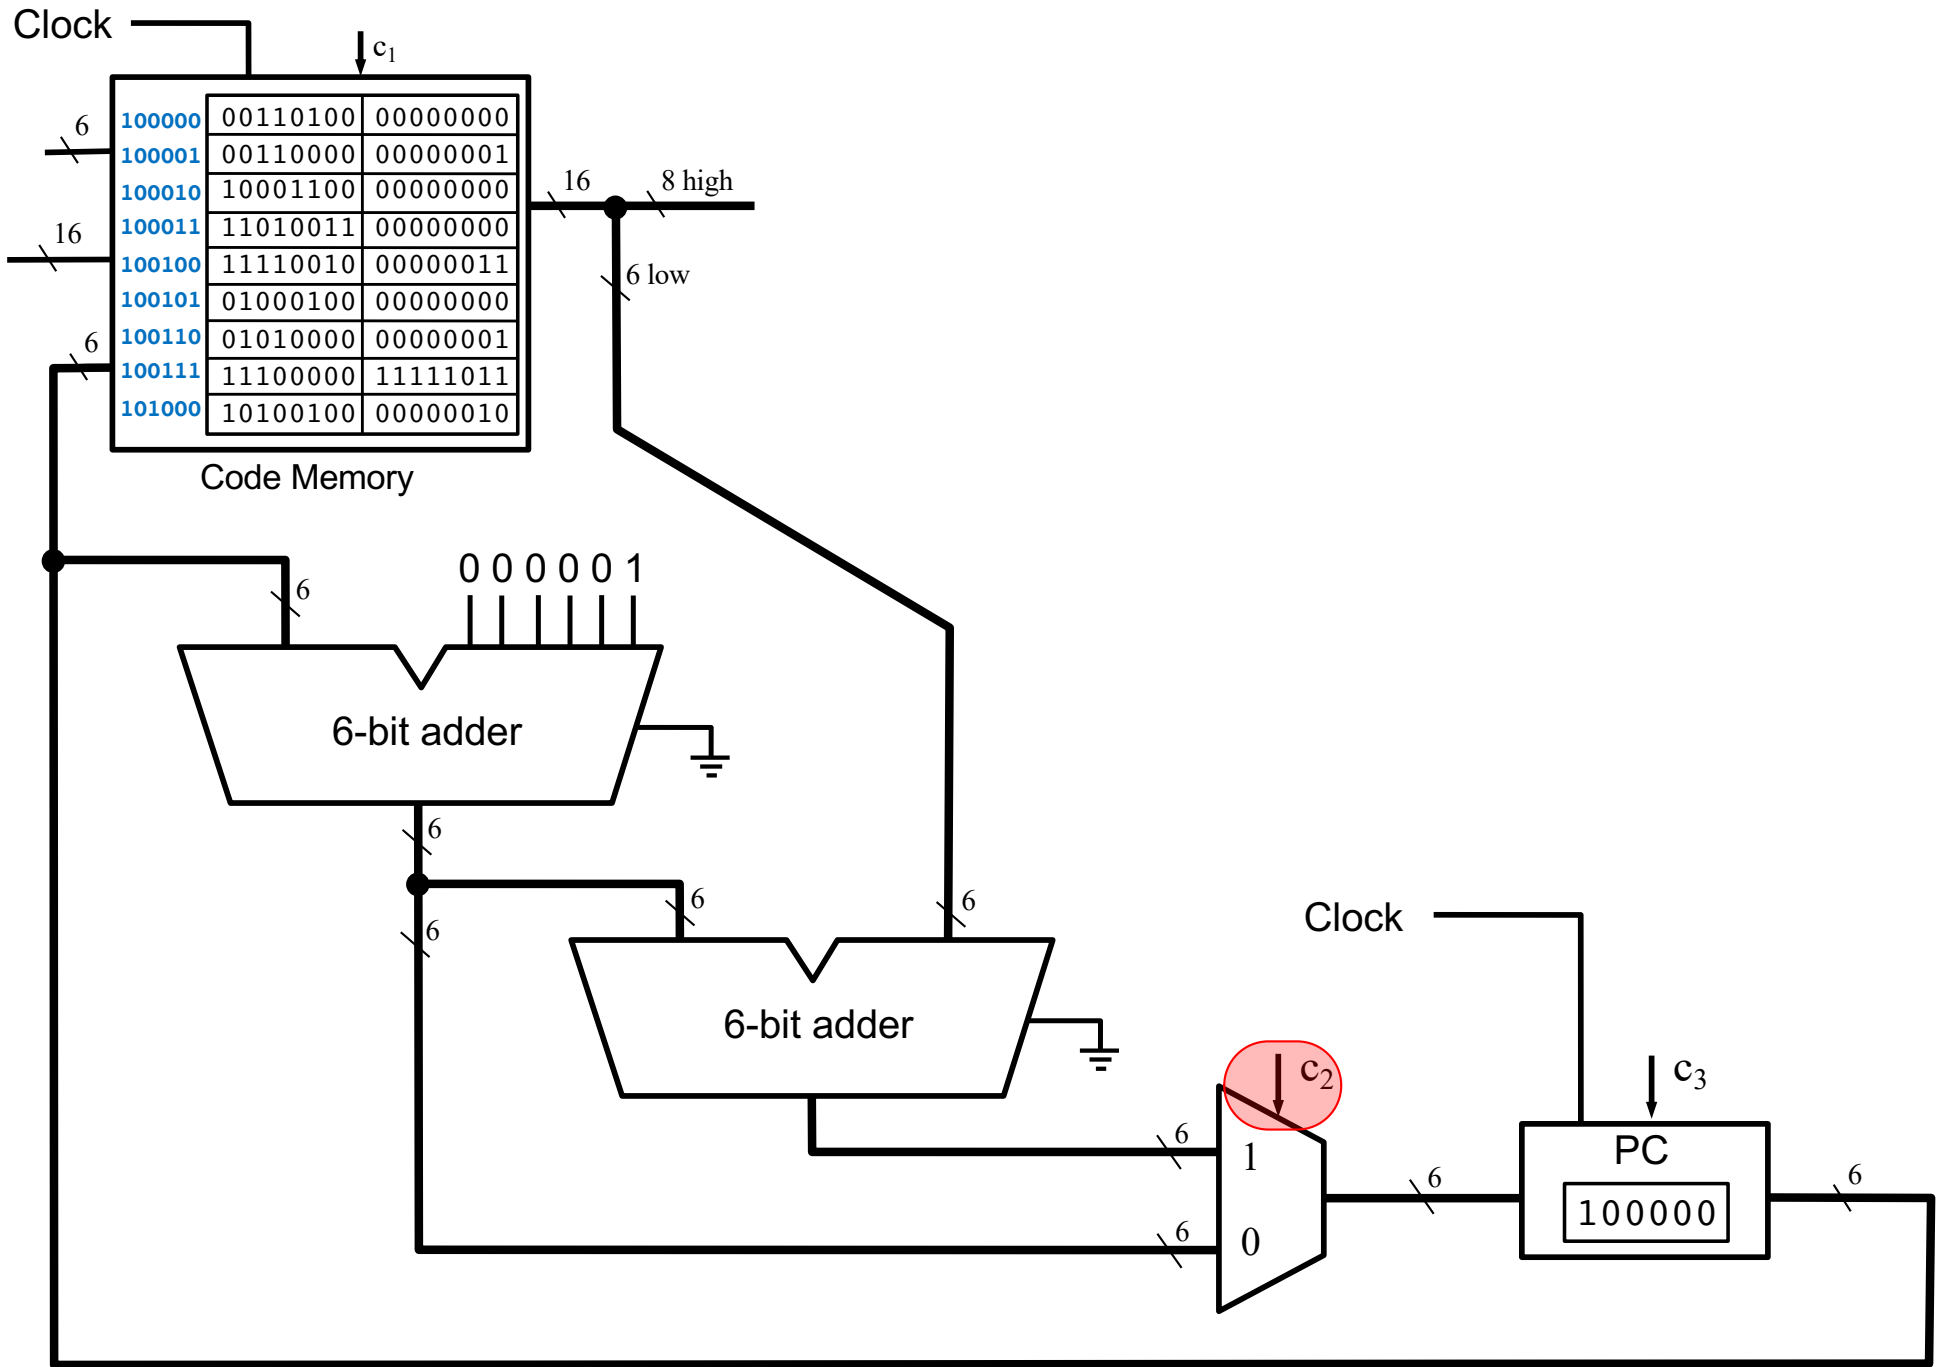 Clock
c1
6
16
6
100000 00110100 00000000
100001 00110000 00000001
100010 10001100 00000000
100011 11010011 00000000
100100 11110010 00000011
100101 01000100 00000000
100110 01010000 00000001
100111 11100000 11111011
101000 10100100 00000010
16
8 high
6 low
Code Memory
0 0 0 0 0 1
6
6-bit adder
6
6
6
6
6-bit adder
Clock
c2
c3
6
1
6
0
6
PC
100000
6